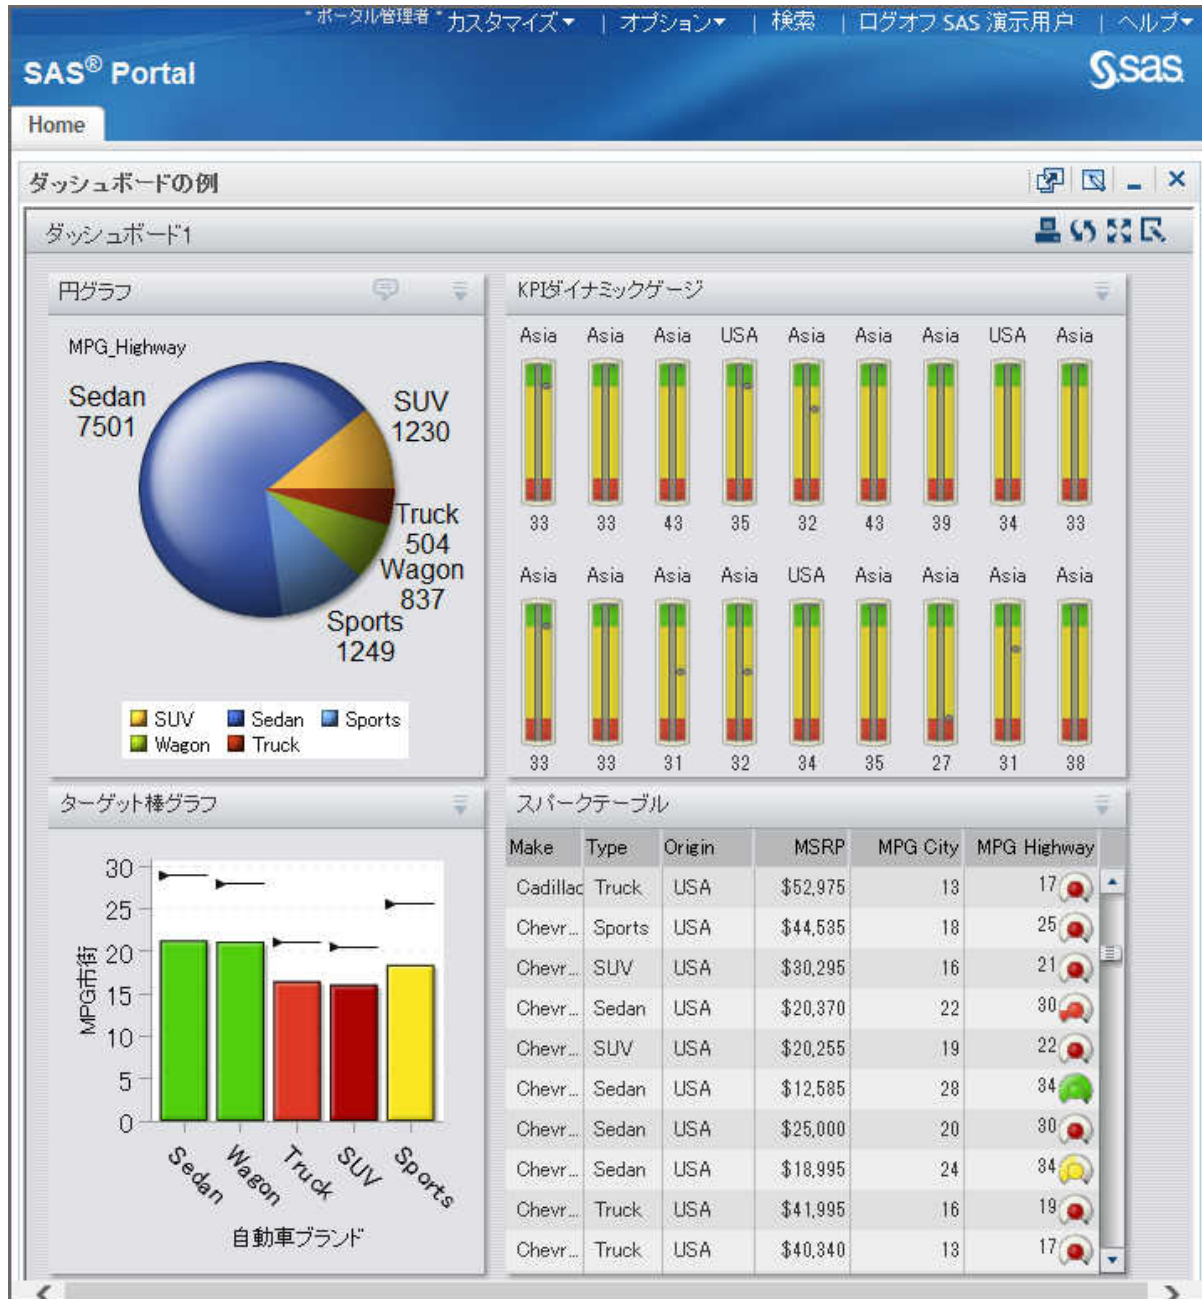 * ポータル管理者 * カスタマイズ | オプション | 検索 | ログオフ SAS 演示用户 | ヘルプ
SAS® Portal
sas
Home
ダッシュボードの例
ダッシュボード1
円グラフ
MPG_Highway
Sedan
7501
SUV
1230
Truck
504
Wagon
837
Sports
1249
SUV Sedan Sports
Wagon Truck
KPIダイナミックゲージ
Asia Asia Asia USA Asia Asia Asia USA Asia
33 33 43 35 32 43 39 34 33
Asia Asia Asia Asia USA Asia Asia Asia Asia
33 33 31 32 34 35 27 31 38
ターゲット棒グラフ
MPG市街
30
25
20
15
10
5
0
Sedan Wagon Truck SUV Sports
自動車ブランド
スパークテーブル
Make Type Origin MSRP MPG City MPG Highway
Cadillac Truck USA $52,975 13 17
Chevr... Sports USA $44,535 18 25
Chevr... SUV USA $30,295 16 21
Chevr... Sedan USA $20,370 22 30
Chevr... SUV USA $20,255 19 22
Chevr... Sedan USA $12,585 28 34
Chevr... Sedan USA $25,000 20 30
Chevr... Sedan USA $18,995 24 34
Chevr... Truck USA $41,995 16 19
Chevr... Truck USA $40,340 13 17